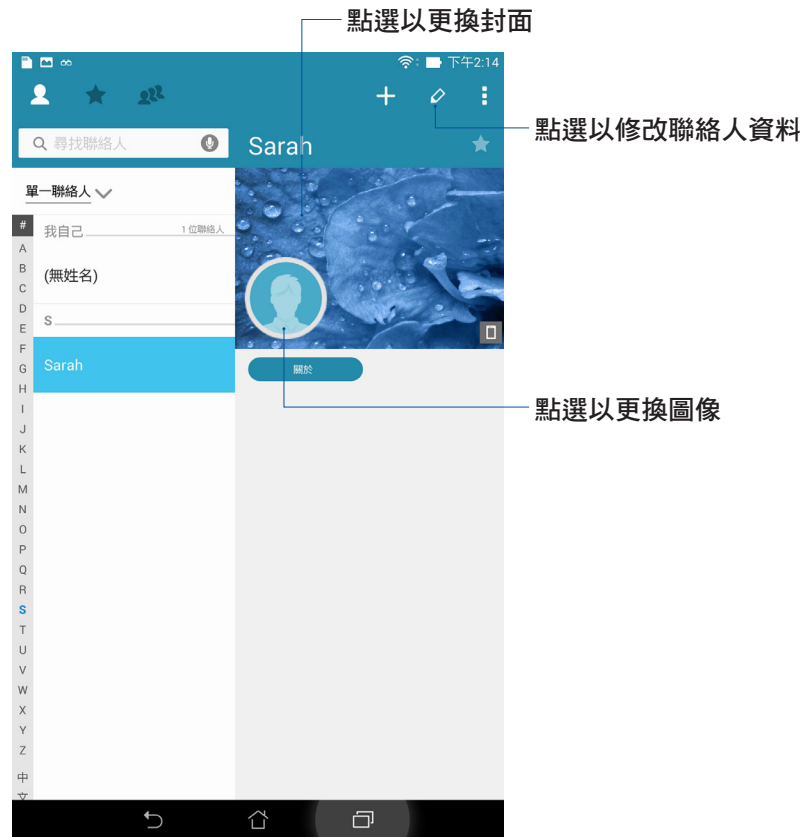 點選以更換封面
下午2:14
點選以修改聯絡人資料
尋找聯絡人
Sarah
單一聯絡人
#
我自己
1 位聯絡人
A
B
(無姓名)
C
D
S
E
F
Sarah
關於
G
H
I
點選以更換圖像
J
K
L
M
N
O
P
Q
R
S
T
U
V
W
X
Y
Z
中
文